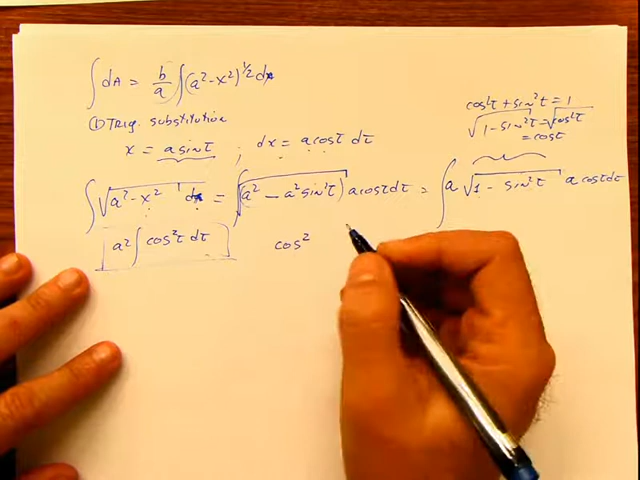 ∫ dA = b/a ∫ (a² - x²)^1/2 dx
① Trig. substitution
x = a sin t ; dx = a cos t dt
cos²t + sin²t = 1
√(1 - sin²t) = √cos²t
= cos t
∫ √(a² - x²) dx = ∫ √(a² - a² sin²t) a cos t dt = ∫ a √(1 - sin²t) a cos t dt
a² ∫ cos²t dt cos²